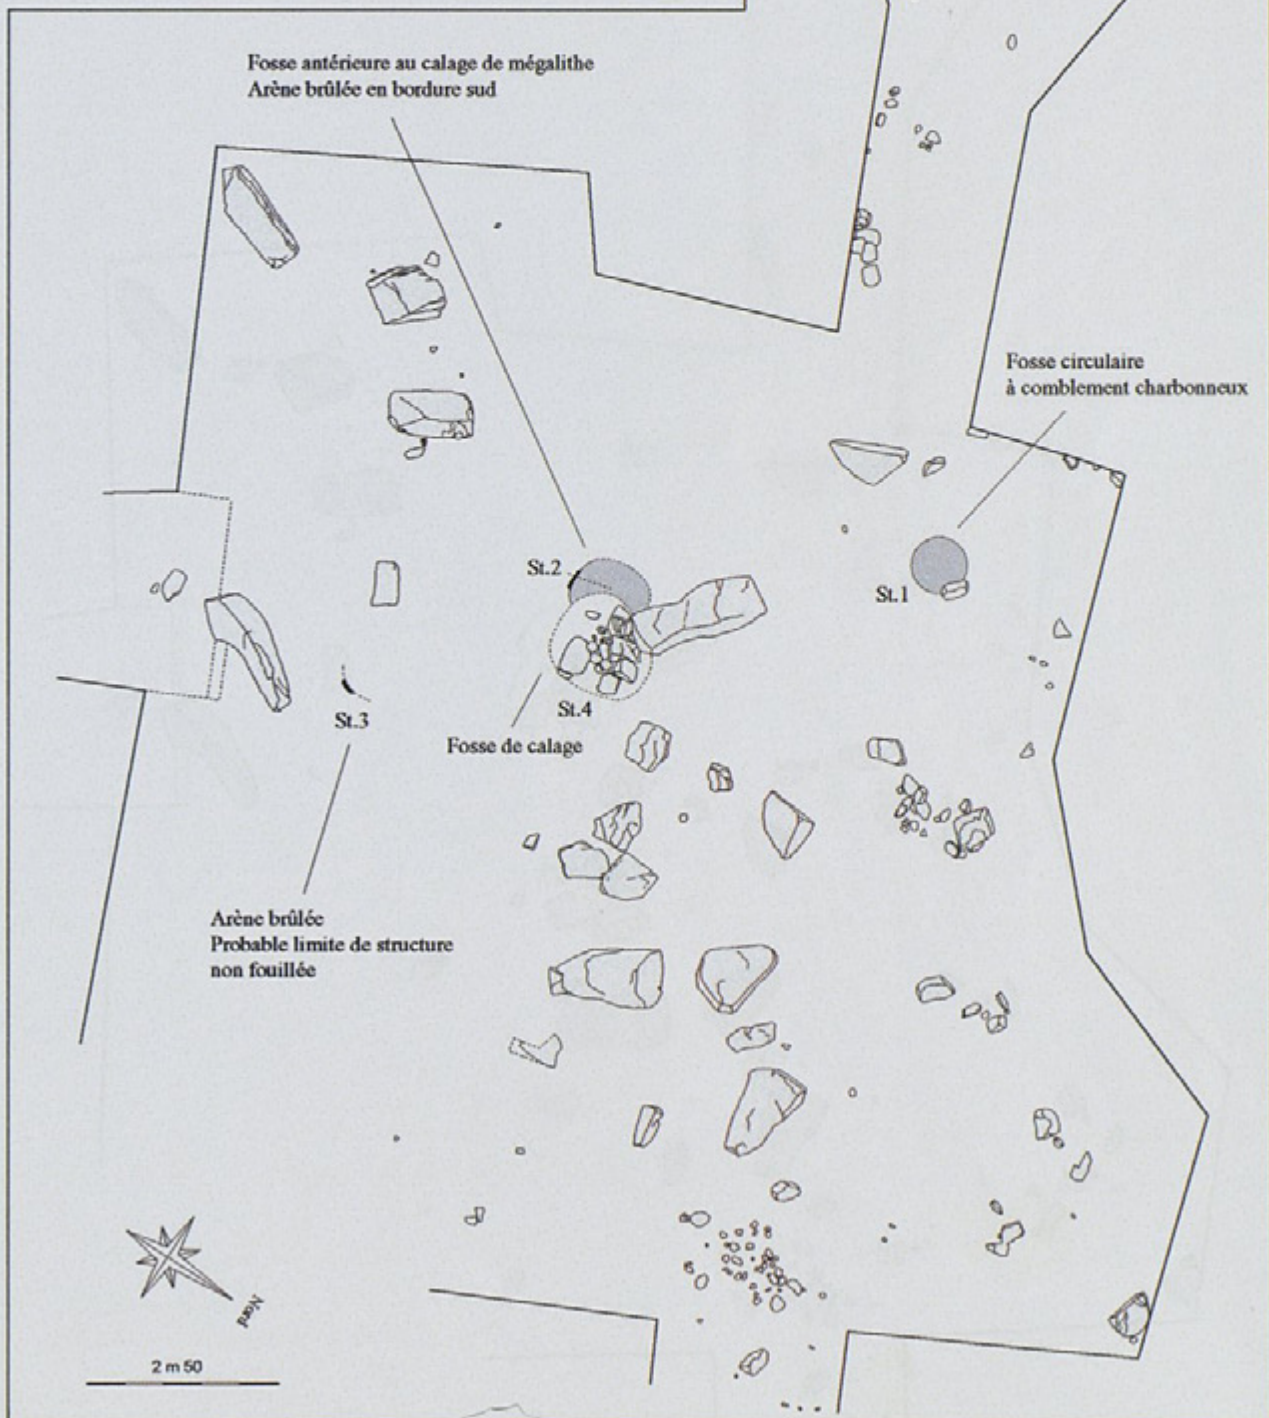 Fosse antérieure au calage de mégalithe
Arène brûlée en bordure sud
Fosse circulaire
à comblement charbonneux
St.2
St.1
St.4
St.3
Fosse de calage
Arène brûlée
Probable limite de structure
non fouillée
Nord
2 m 50